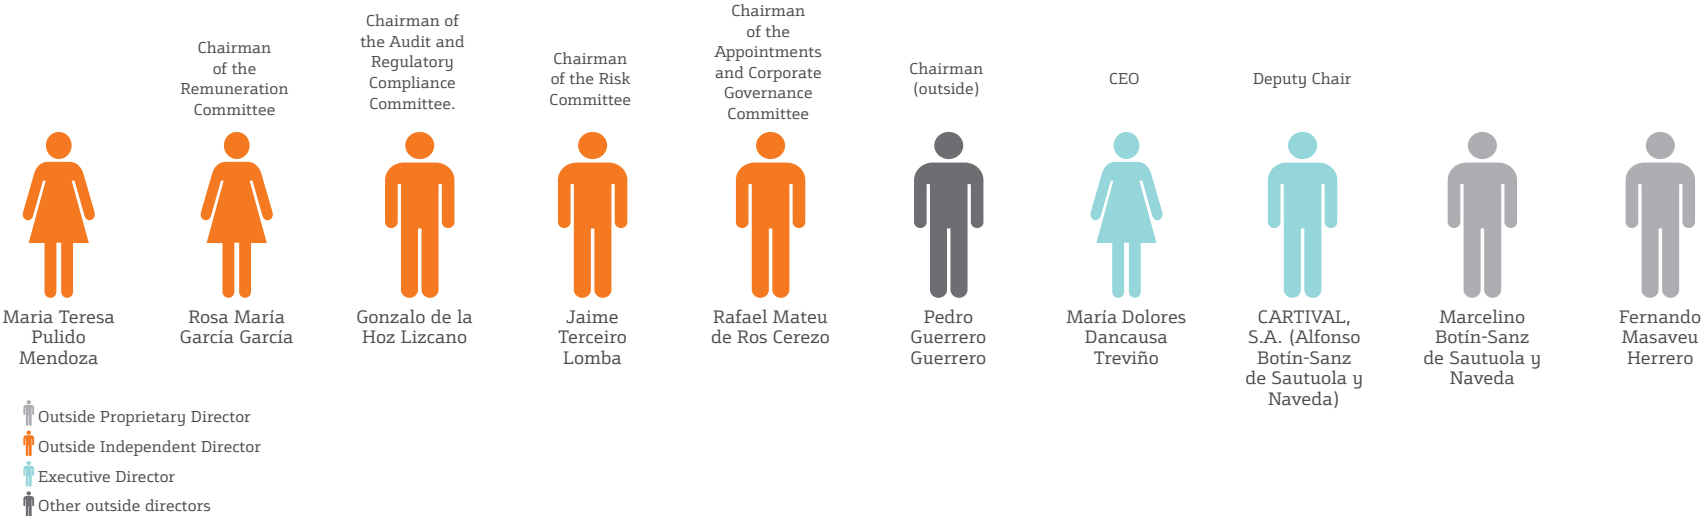 Chairman
of the
Remuneration
Committee
Chairman of
the Audit and
Regulatory
Compliance
Committee.
Chairman
of the Risk
Committee
Chairman
of the
Appointments
and Corporate
Governance
Committee
Chairman
(outside)
CEO
Deputy Chair
Maria Teresa
Pulido
Mendoza
Rosa María
García García
Gonzalo de la
Hoz Lizcano
Jaime
Terceiro
Lomba
Rafael Mateu
de Ros Cerezo
Pedro
Guerrero
Guerrero
María Dolores
Dancausa
Treviño
CARTIVAL,
S.A. (Alfonso
Botín-Sanz
de Sautuola y
Naveda)
Marcelino
Botín-Sanz
de Sautuola y
Naveda
Fernando
Masaveu
Herrero
Outside Proprietary Director
Outside Independent Director
Executive Director
Other outside directors